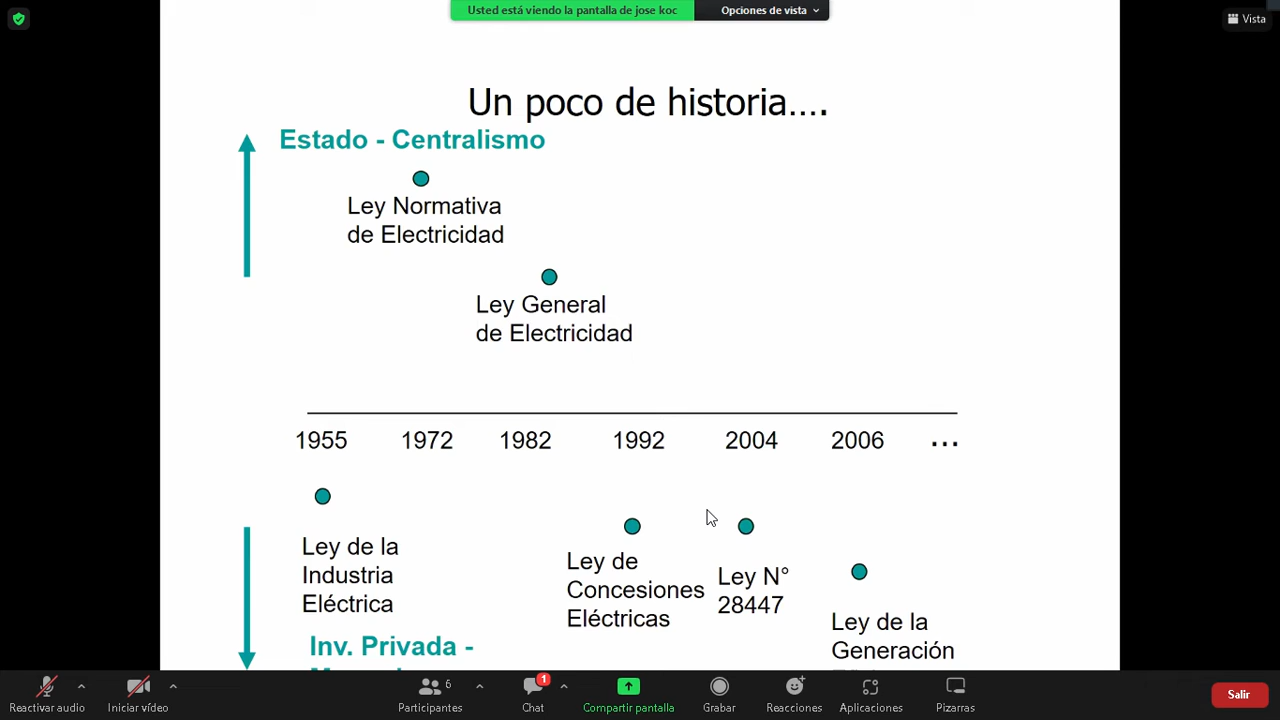 Usted está viendo la pantalla de jose koc
Opciones de vista
Vista
Un poco de historia….
Estado - Centralismo
Ley Normativa
de Electricidad
Ley General
de Electricidad
1955 1972 1982 1992 2004 2006 ...
Ley de la
Industria
Eléctrica
Ley de
Concesiones
Eléctricas
Ley N°
28447
Ley de la
Generación
Inv. Privada -
Reactivar audio
Iniciar vídeo
Participantes
6
Chat
1
Compartir pantalla
Grabar
Reacciones
Aplicaciones
Pizarras
Salir